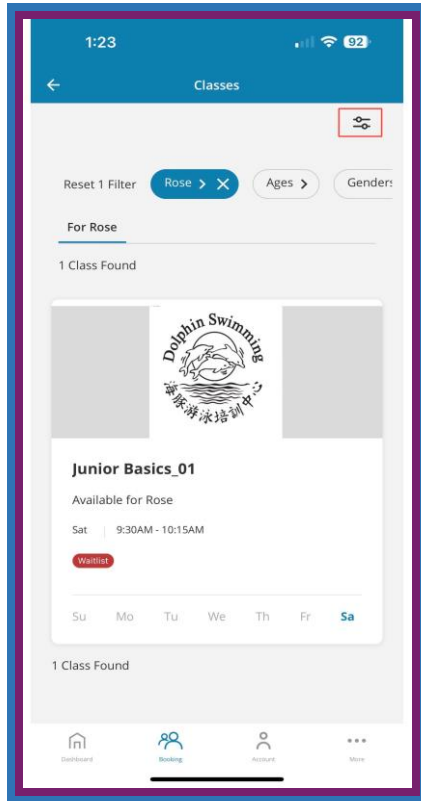 1:23 92
Classes
Reset 1 Filter Rose Ages Genders
For Rose
1 Class Found
Dolphin Swimming
海豚游泳培訓中心
Junior Basics_01
Available for Rose
Sat 9:30AM - 10:15AM
Waitlist
Su Mo Tu We Th Fr Sa
1 Class Found
Dashboard Booking Account More